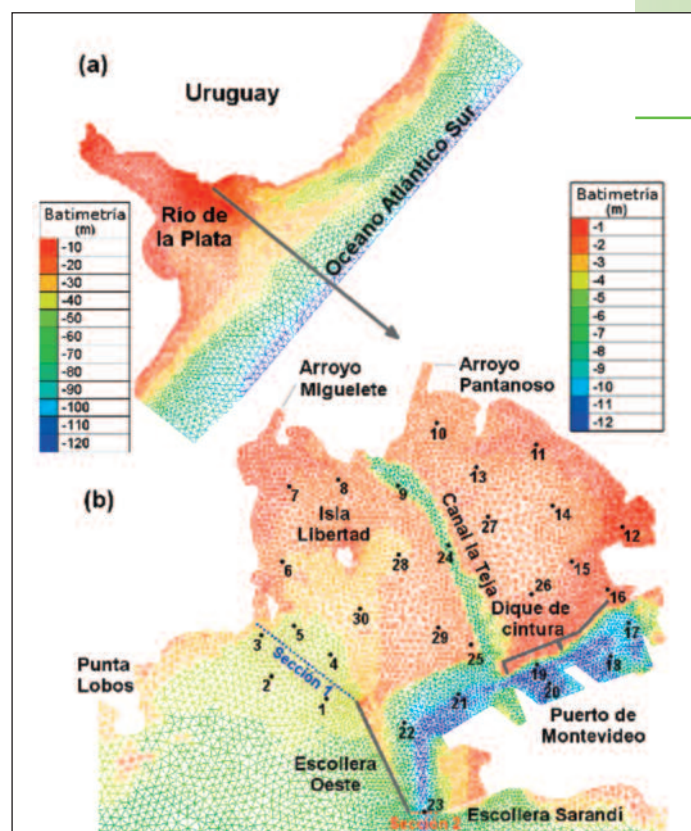 (a)
Uruguay
Río de
la Plata
Océano Atlántico Sur
Batimetría
(m)
-10
-20
-30
-40
-50
-60
-70
-80
-90
-100
-110
-120
Batimetría
(m)
-1
-2
-3
-4
-5
-6
-7
-8
-9
-10
-11
-12
Arroyo
Miguelete
Arroyo
Pantanoso
(b)
10
11
13
7
8
9
14
Isla
Libertad
Canal la Teja
27
12
24
28
6
15
26
16
30
Dique de
cintura
5
3
29
17
4
25
Sección 1
Punta
Lobos
2
19
18
20
1
21
22
Puerto de
Montevideo
Escollera
Oeste
23
Escollera Sarandí
Sección 2